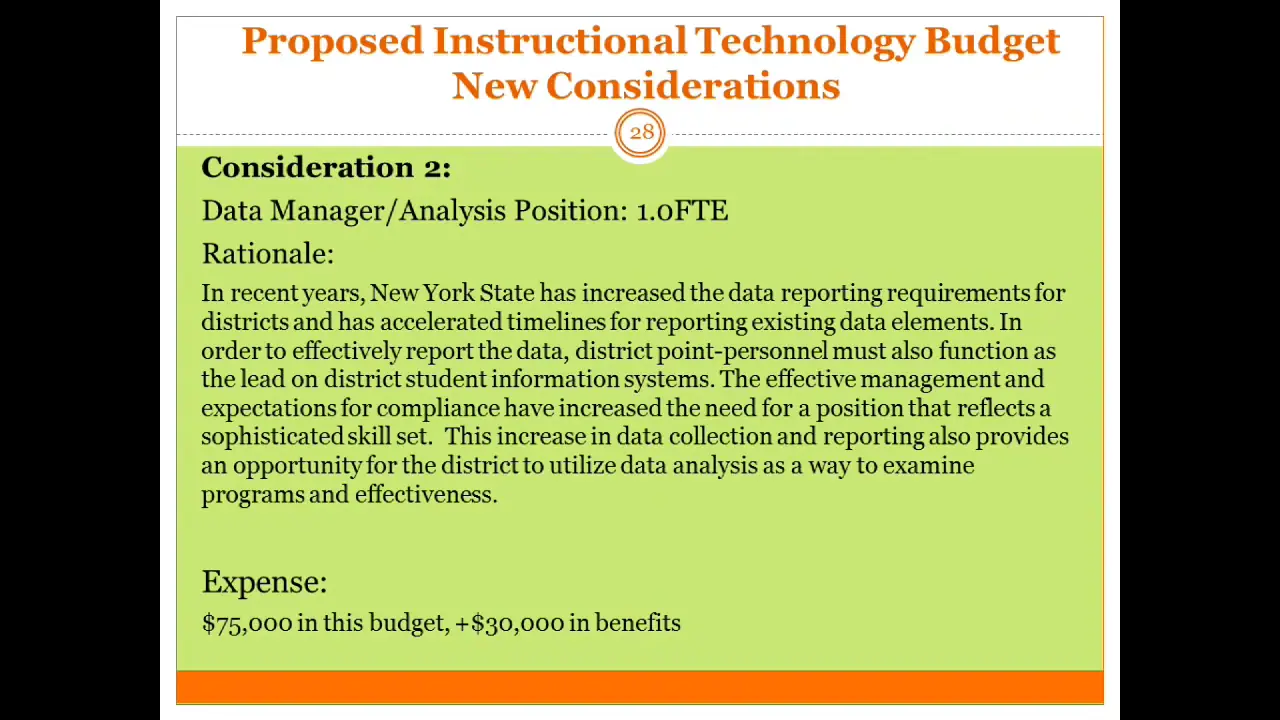 Proposed Instructional Technology Budget
New Considerations
28
Consideration 2:
Data Manager/Analysis Position: 1.0FTE
Rationale:
In recent years, New York State has increased the data reporting requirements for
districts and has accelerated timelines for reporting existing data elements. In
order to effectively report the data, district point-personnel must also function as
the lead on district student information systems. The effective management and
expectations for compliance have increased the need for a position that reflects a
sophisticated skill set.  This increase in data collection and reporting also provides
an opportunity for the district to utilize data analysis as a way to examine
programs and effectiveness.
Expense:
$75,000 in this budget, +$30,000 in benefits